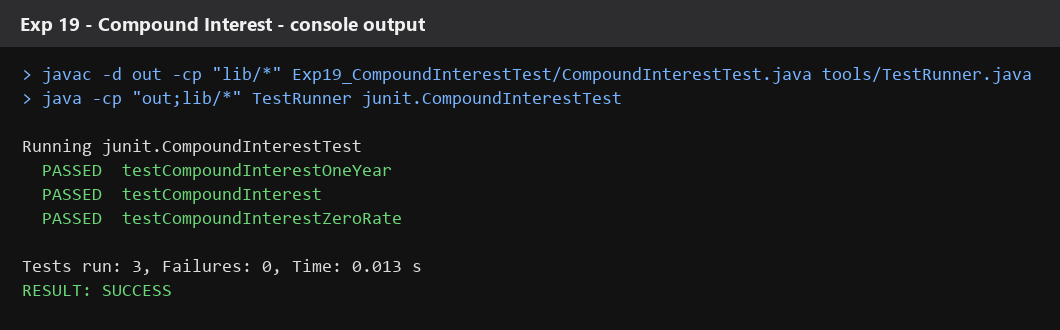 Exp 19 - Compound Interest - console output
> javac -d out -cp "lib/*" Exp19_CompoundInterestTest/CompoundInterestTest.java tools/TestRunner.java
> java -cp "out;lib/*" TestRunner junit.CompoundInterestTest
Running junit.CompoundInterestTest
PASSED  testCompoundInterestOneYear
PASSED  testCompoundInterest
PASSED  testCompoundInterestZeroRate
Tests run: 3, Failures: 0, Time: 0.013 s
RESULT: SUCCESS